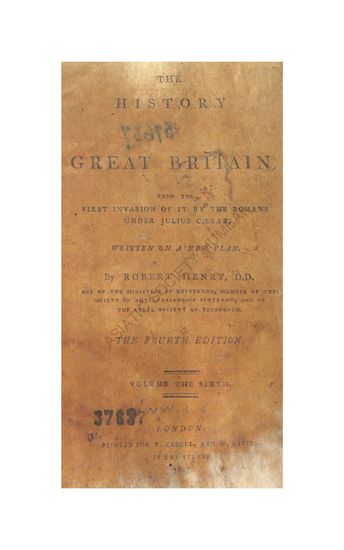 THE
HISTORY
OF
GREAT BRITAIN,
FROM THE
FIRST INVASION OF IT BY THE ROMANS
UNDER JULIUS CÆSAR.
WRITTEN ON A NEW PLAN.
By ROBERT HENRY, D.D.
ONE OF THE MINISTERS OF EDINBURGH, MEMBER OF THE
SOCIETY OF ANTIQUARIANS OF SCOTLAND, AND OF
THE ROYAL SOCIETY OF EDINBURGH.
THE FOURTH EDITION.
VOLUME THE SIXTH.
37637
LONDON:
PRINTED FOR T. CADELL, AND W. DAVIES,
IN THE STRAND